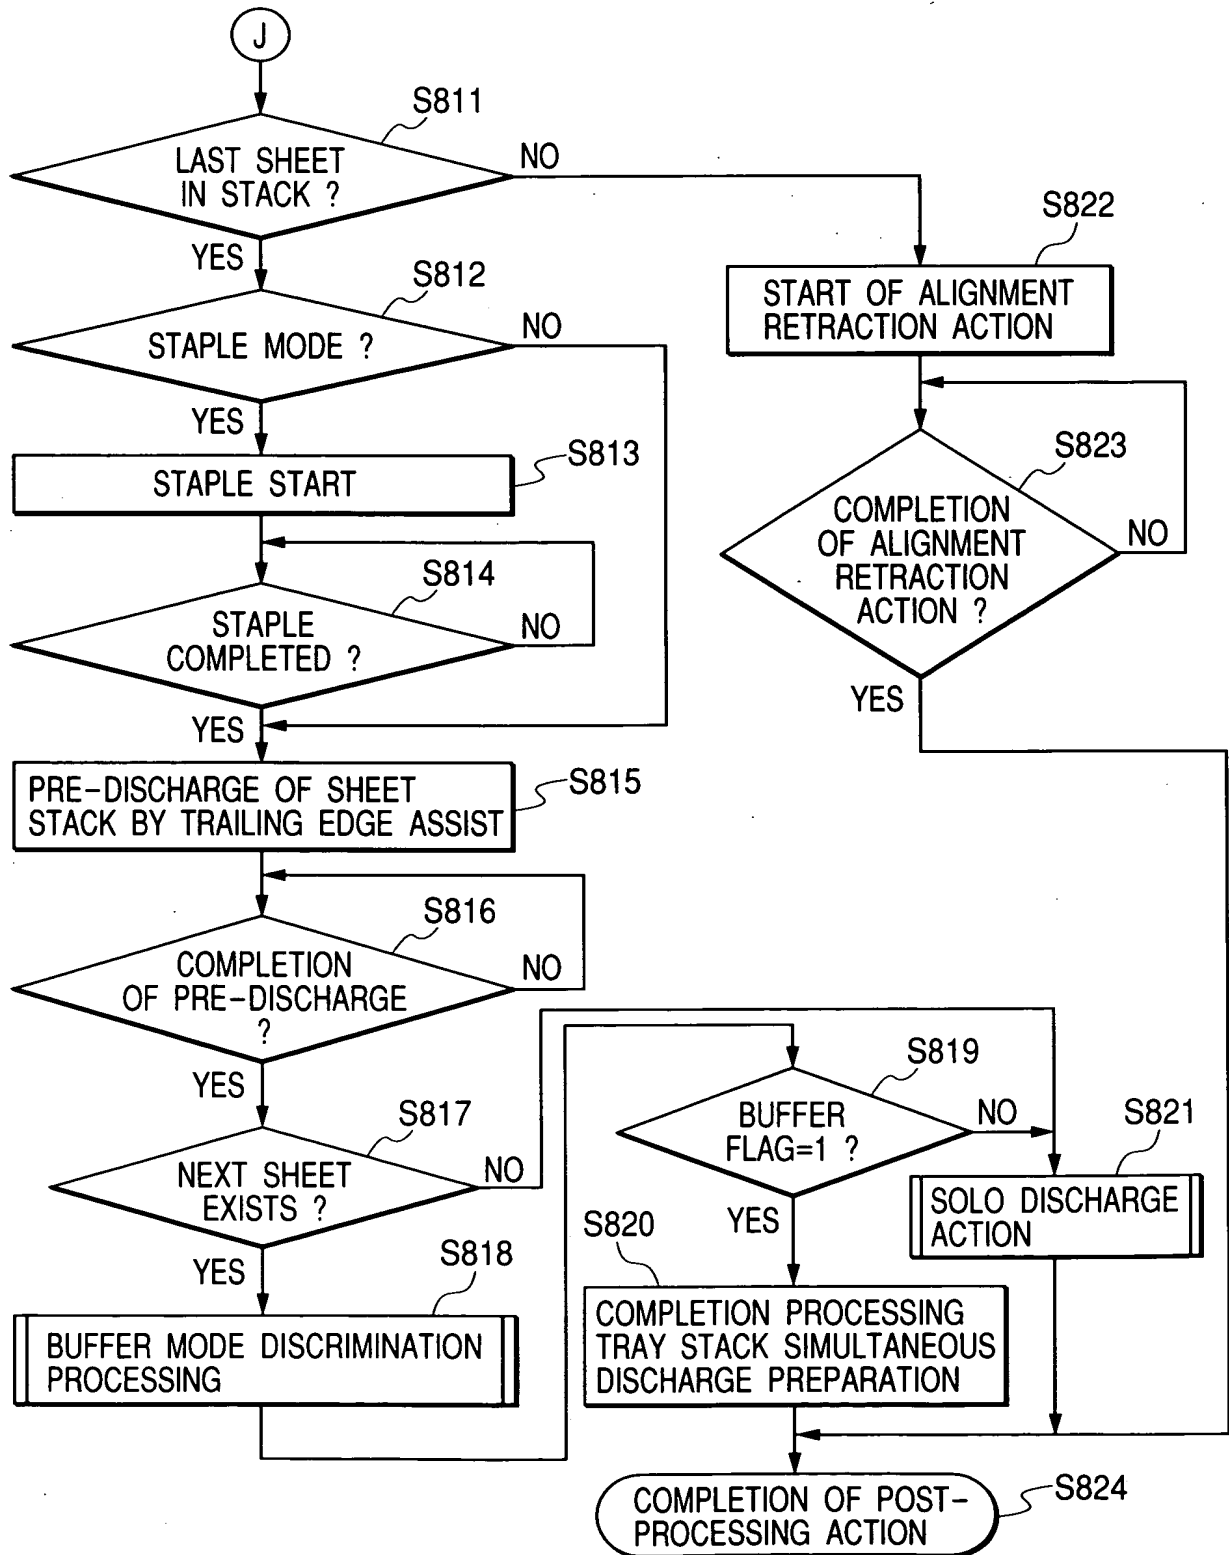 J
S811
LAST SHEET
IN STACK ?
NO
YES
S812
STAPLE MODE ?
NO
YES
STAPLE START
S813
S814
STAPLE
COMPLETED ?
NO
YES
PRE-DISCHARGE OF SHEET
STACK BY TRAILING EDGE ASSIST
S815
S816
COMPLETION
OF PRE-DISCHARGE
?
NO
YES
S817
NEXT SHEET
EXISTS ?
NO
YES
S818
BUFFER MODE DISCRIMINATION
PROCESSING
S822
START OF ALIGNMENT
RETRACTION ACTION
S823
COMPLETION
OF ALIGNMENT
RETRACTION
ACTION ?
NO
YES
S819
BUFFER
FLAG=1 ?
NO
YES
S821
SOLO DISCHARGE
ACTION
S820
COMPLETION PROCESSING
TRAY STACK SIMULTANEOUS
DISCHARGE PREPARATION
COMPLETION OF POST-
PROCESSING ACTION
S824